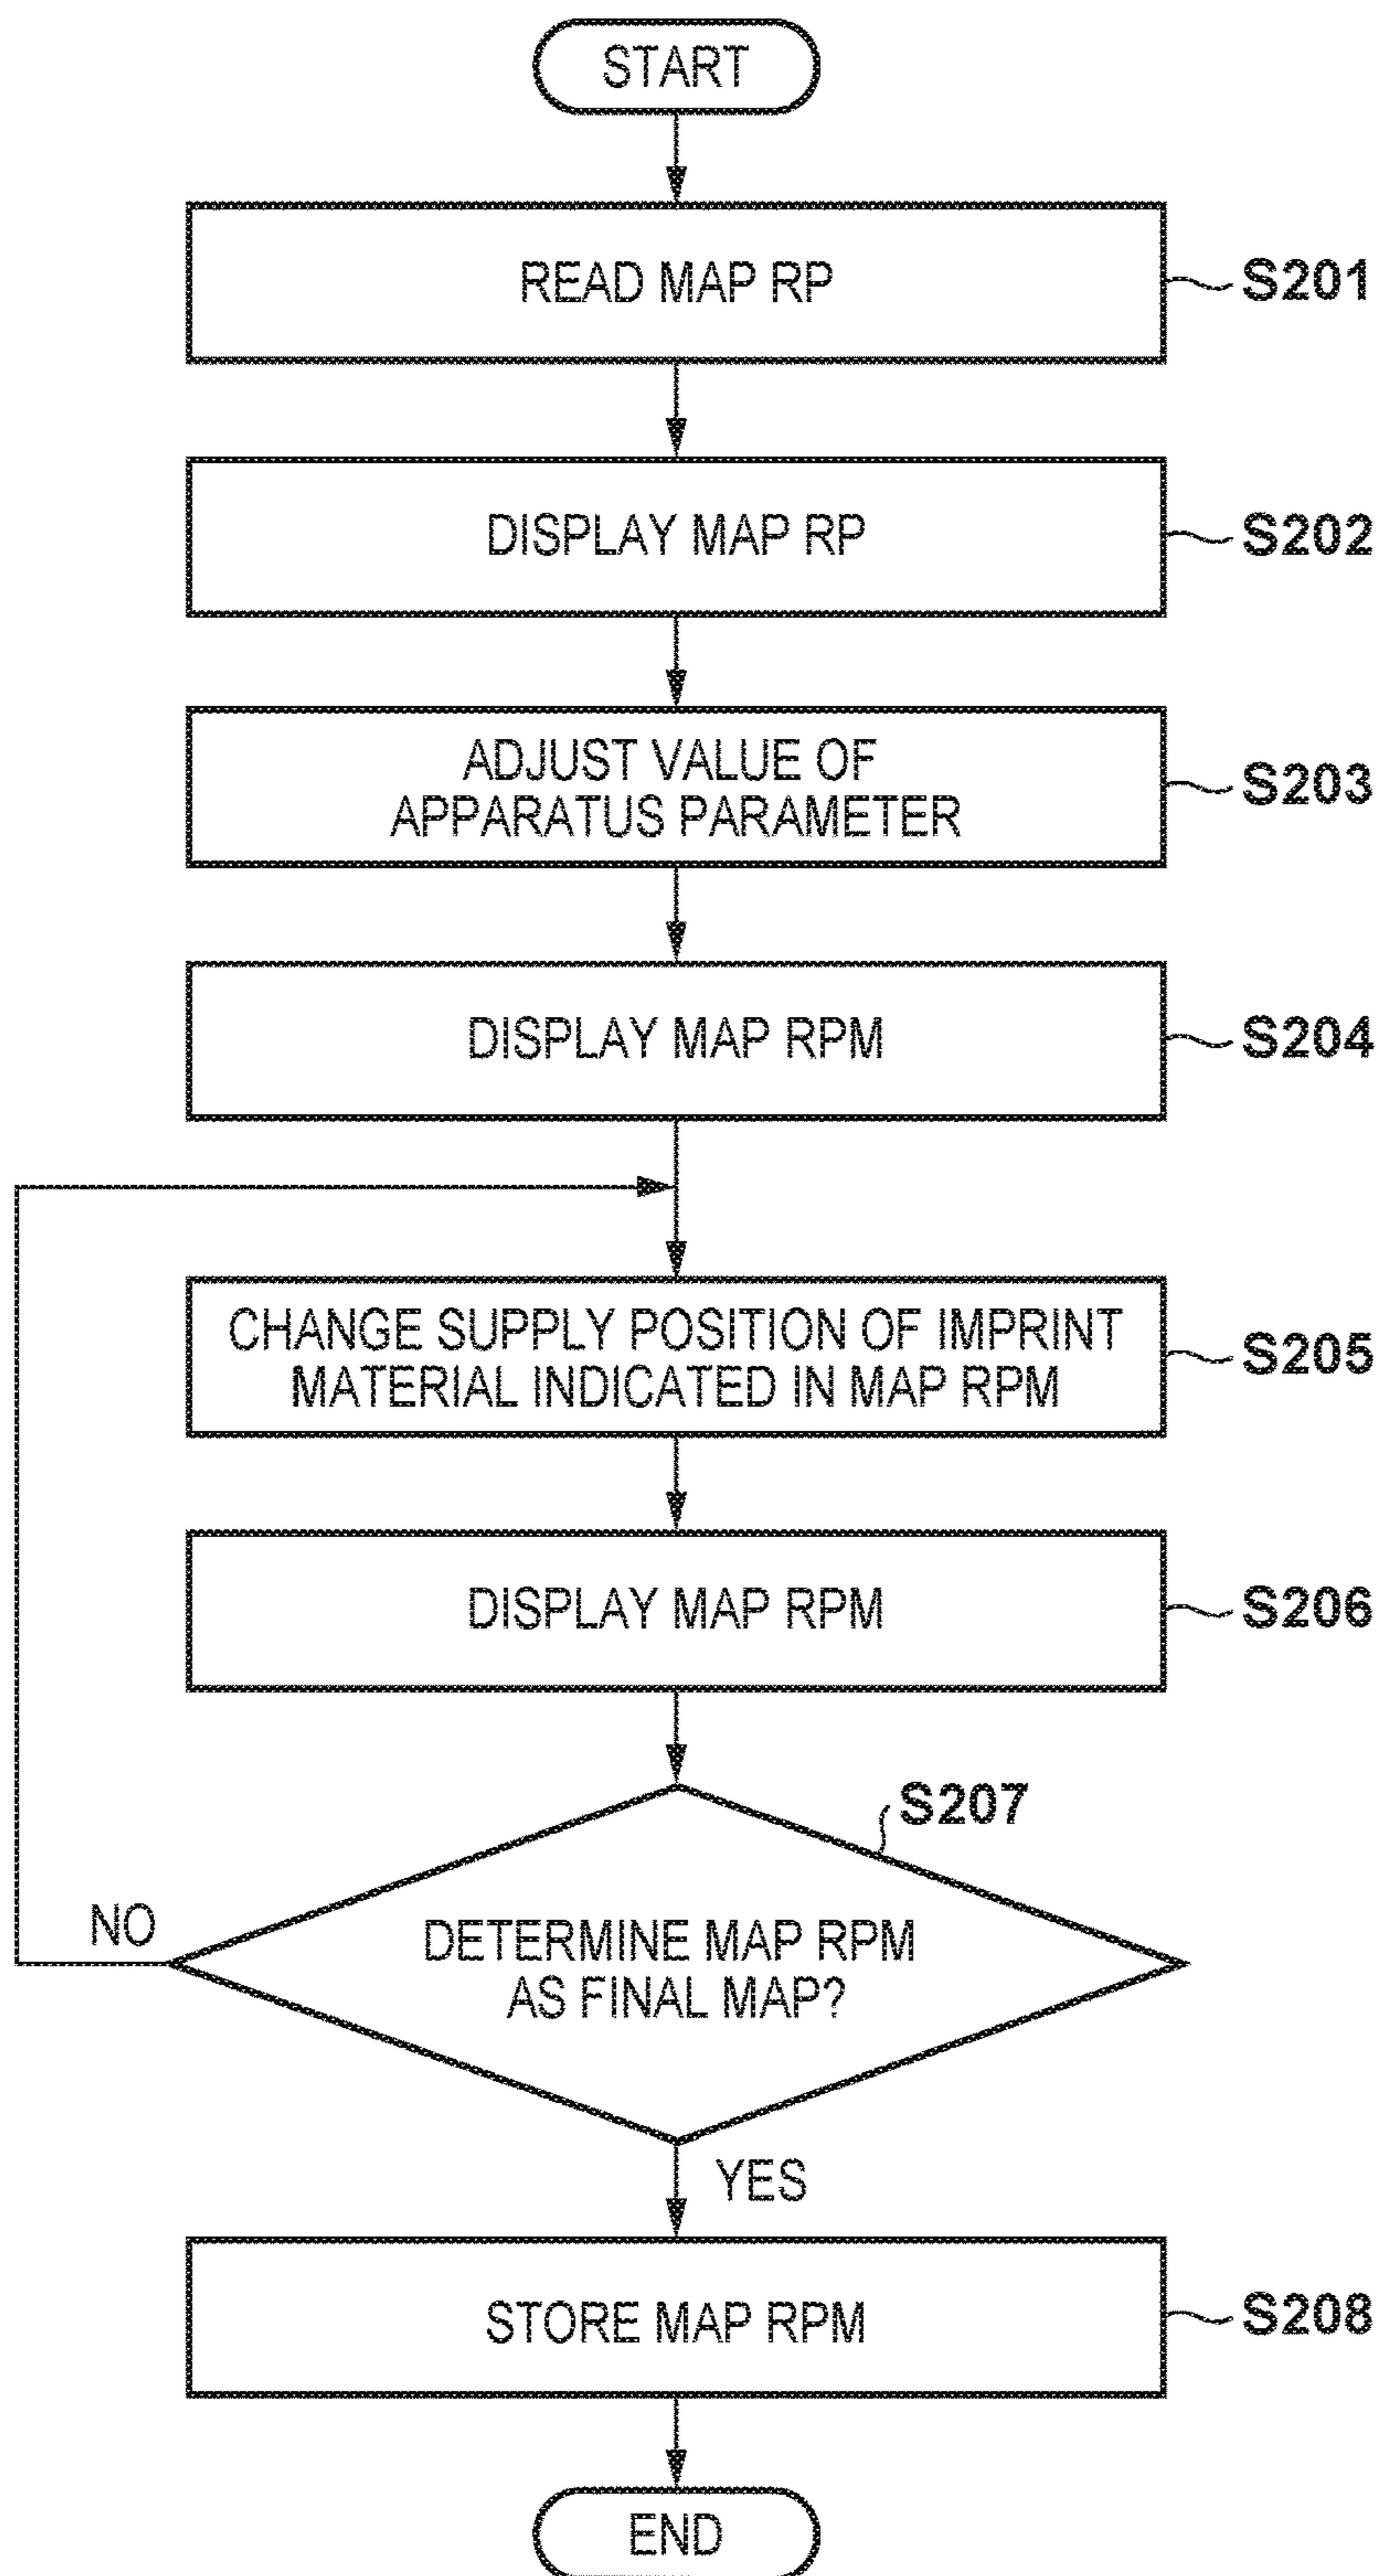 START
READ MAP RP
S201
DISPLAY MAP RP
S202
ADJUST VALUE OF
APPARATUS PARAMETER
S203
DISPLAY MAP RPM
S204
CHANGE SUPPLY POSITION OF IMPRINT
MATERIAL INDICATED IN MAP RPM
S205
DISPLAY MAP RPM
S206
S207
NO
DETERMINE MAP RPM
AS FINAL MAP?
YES
STORE MAP RPM
S208
END